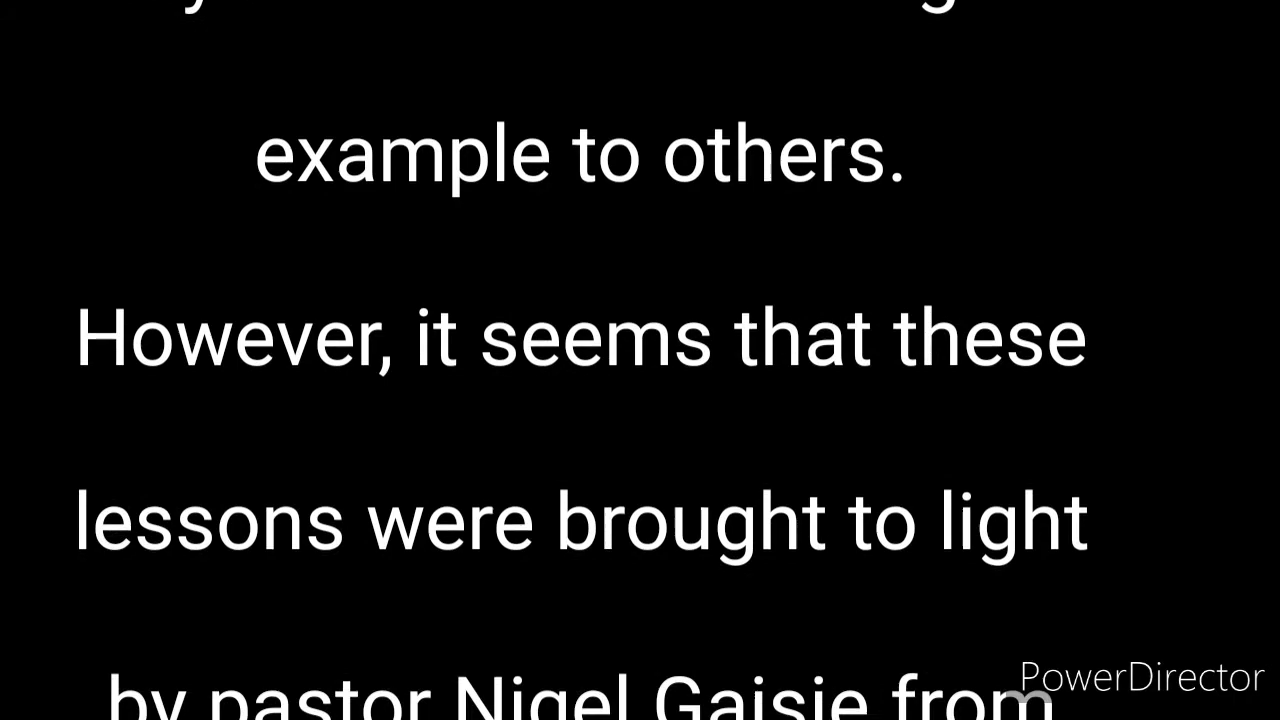 example to others.
However, it seems that these
lessons were brought to light
by pastor Nigel Gaisie from
PowerDirector